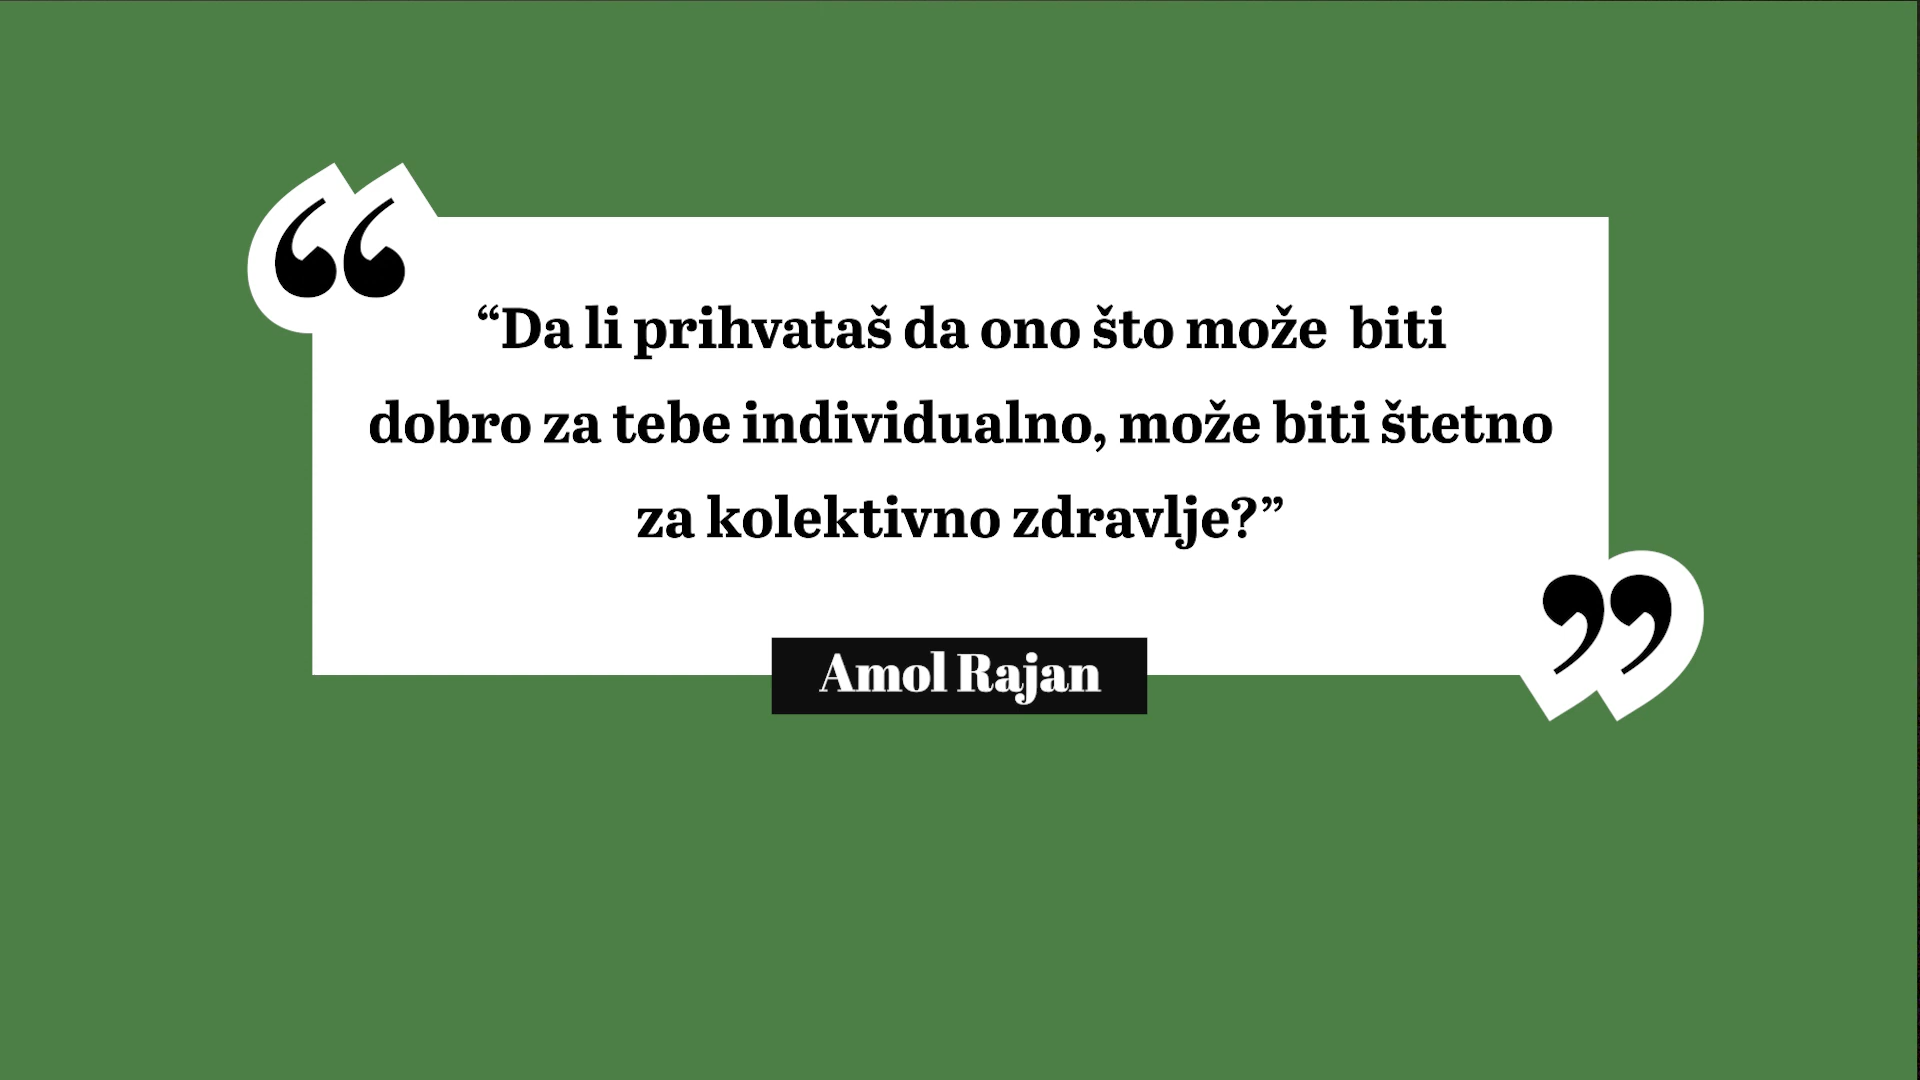 “Da li prihvataš da ono što može  biti
dobro za tebe individualno, može biti štetno
za kolektivno zdravlje?”
Amol Rajan